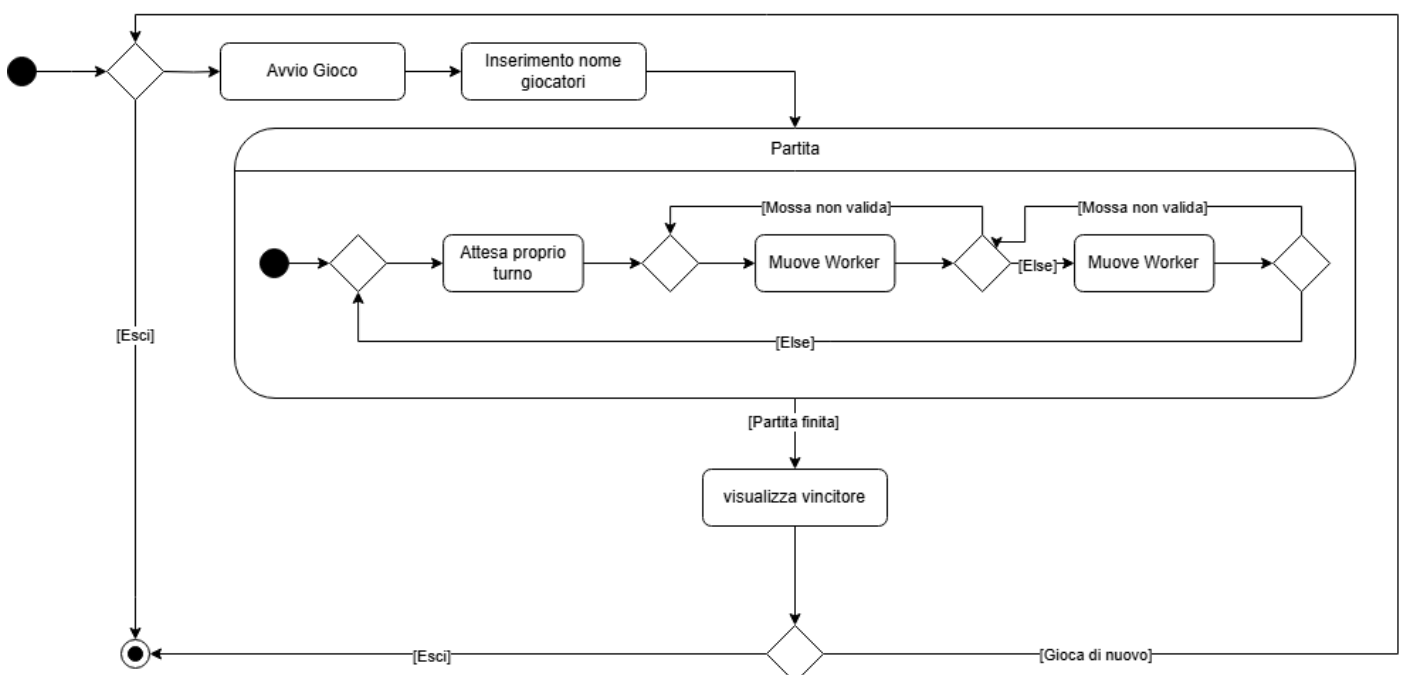 Avvio Gioco
Inserimento nome
giocatori
Partita
[Mossa non valida]
[Mossa non valida]
Attesa proprio
turno
Muove Worker
[Else]
Muove Worker
[Esci]
[Else]
[Partita finita]
visualizza vincitore
[Esci]
[Gioca di nuovo]